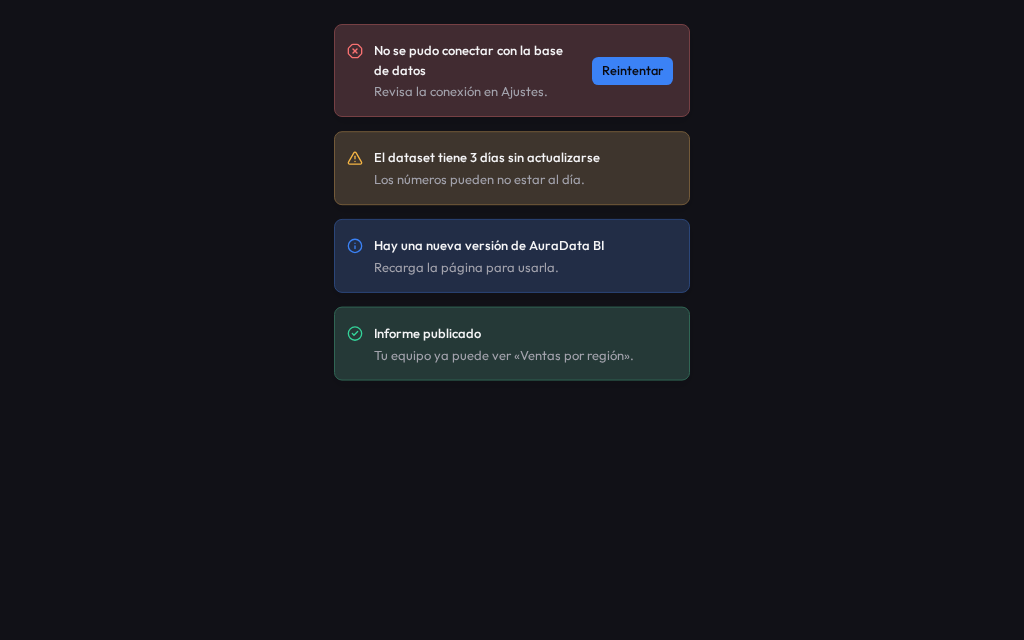 No se pudo conectar con la base
de datos
Revisa la conexión en Ajustes.
Reintentar
El dataset tiene 3 días sin actualizarse
Los números pueden no estar al día.
Hay una nueva versión de AuraData BI
Recarga la página para usarla.
Informe publicado
Tu equipo ya puede ver «Ventas por región».